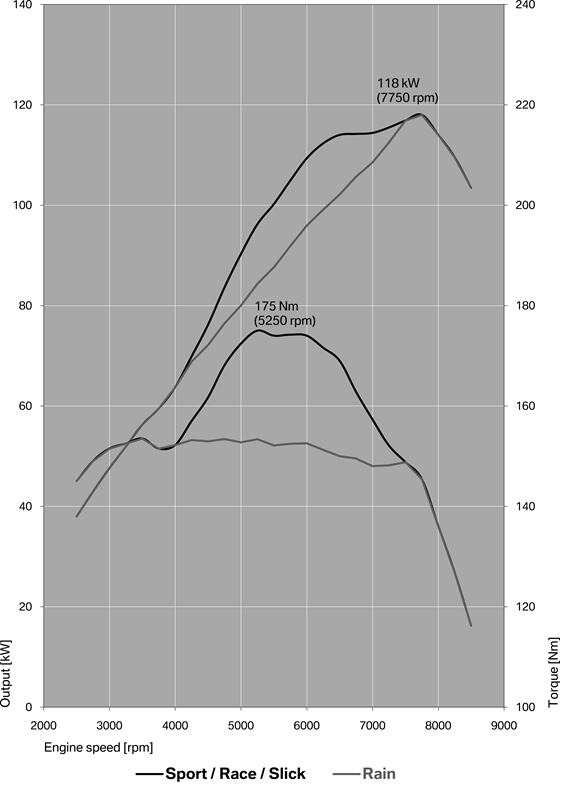 140
120
100
80
60
40
20
0
240
220
200
180
160
140
120
100
118 kW
(7750 rpm)
175 Nm
(5250 rpm)
Output [kW]
Torque [Nm]
2000 3000 4000 5000 6000 7000 8000 9000
Engine speed [rpm]
Sport / Race / Slick Rain